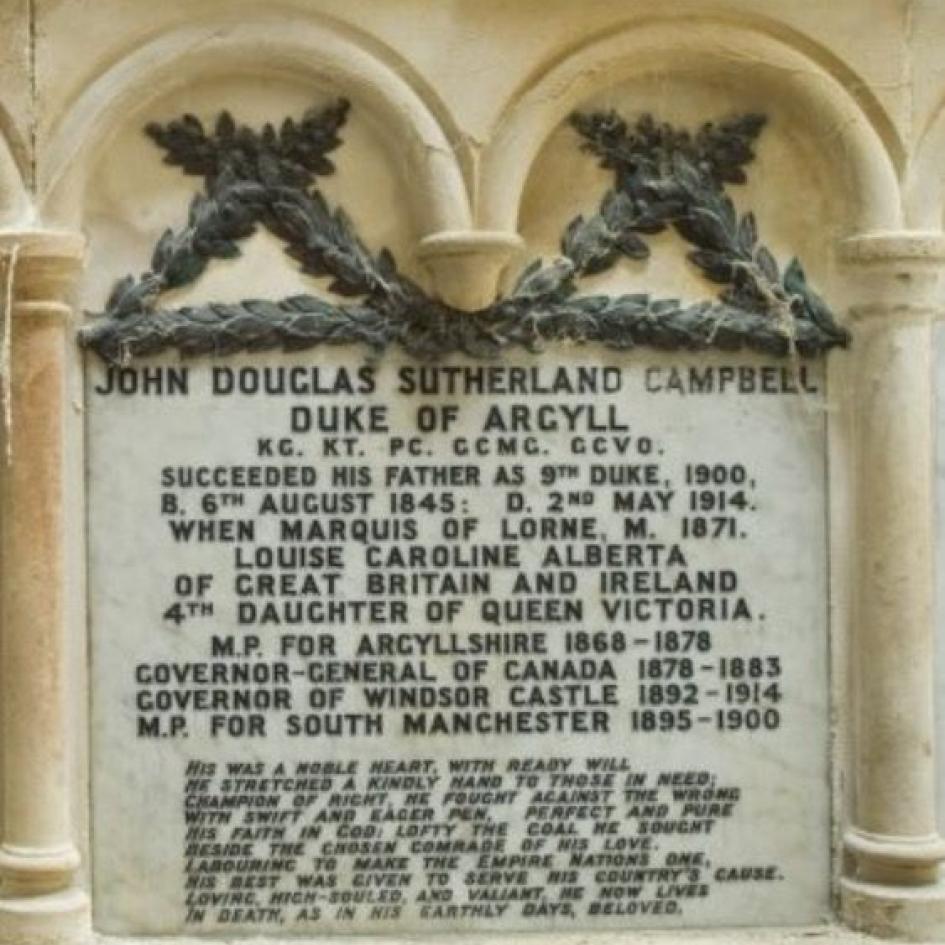 JOHN DOUGLAS SUTHERLAND CAMPBELL
DUKE OF ARGYLL
KG. KT. PC. GCMG. GCVO.
SUCCEEDED HIS FATHER AS 9TH DUKE, 1900,
B. 6TH AUGUST 1845: D. 2ND MAY 1914.
WHEN MARQUIS OF LORNE, M. 1871.
LOUISE CAROLINE ALBERTA
OF GREAT BRITAIN AND IRELAND
4TH DAUGHTER OF QUEEN VICTORIA.
M.P. FOR ARGYLLSHIRE 1868-1878
GOVERNOR-GENERAL OF CANADA 1878-1883
GOVERNOR OF WINDSOR CASTLE 1892-1914
M.P. FOR SOUTH MANCHESTER 1895-1900
HIS WAS A NOBLE HEART, WITH READY WILL
HE STRETCHED A KINDLY HAND TO THOSE IN NEED;
CHAMPION OF RIGHT, HE FOUGHT AGAINST THE WRONG
WITH SWIFT AND EAGER PEN, PERFECT AND PURE
HIS FAITH IN GOD; LOFTY THE GOAL HE SOUGHT
BESIDE THE CHOSEN COMRADE OF HIS LOVE.
LABOURING TO MAKE THE EMPIRE NATIONS ONE,
HIS BEST WAS GIVEN TO SERVE HIS COUNTRY'S CAUSE.
LOVING, HIGH-SOULED, AND VALIANT, HE NOW LIVES
IN DEATH, AS IN HIS EARTHLY DAYS, BELOVED.